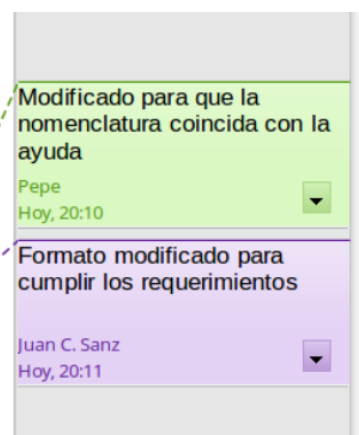 Modificado para que la
nomenclatura coincida con la
ayuda
Pepe
Hoy, 20:10
Formato modificado para
cumplir los requerimientos
Juan C. Sanz
Hoy, 20:11